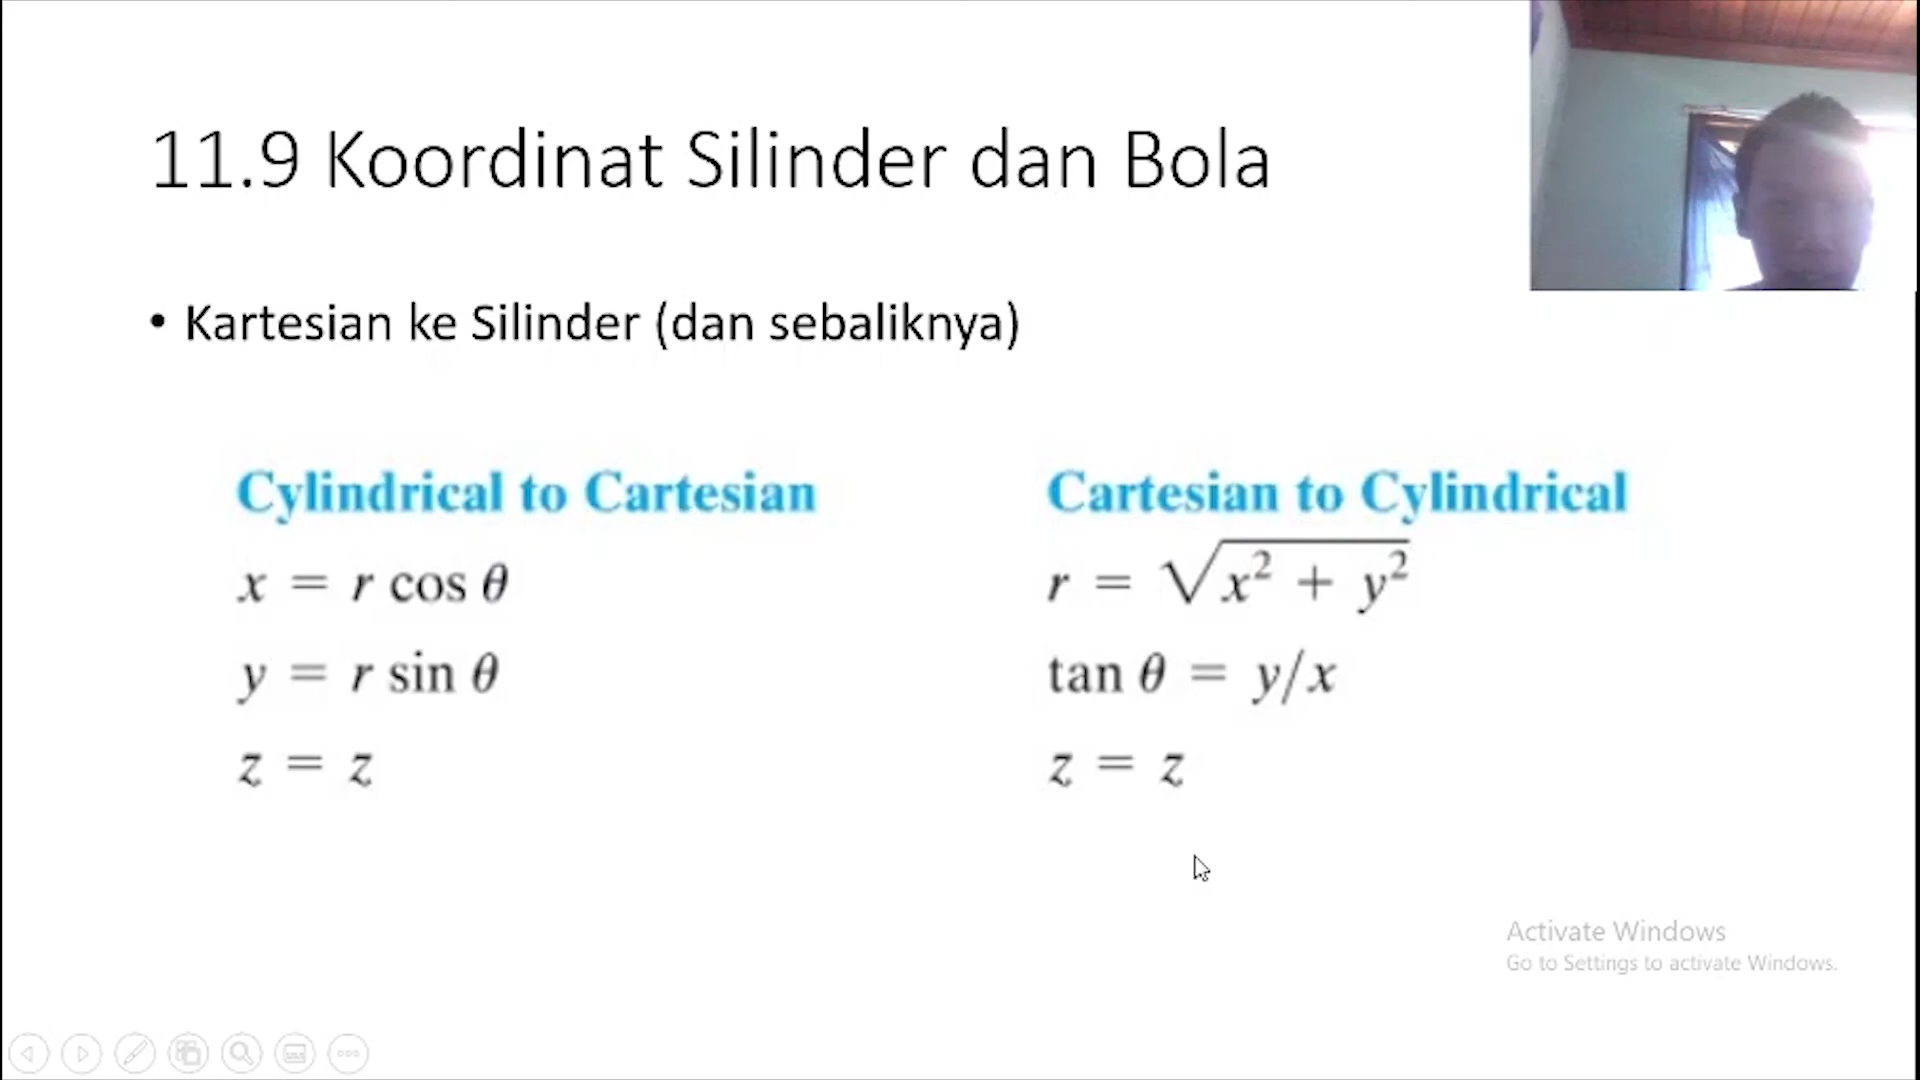 11.9 Koordinat Silinder dan Bola
• Kartesian ke Silinder (dan sebaliknya)
Cylindrical to Cartesian
x = r cos θ
y = r sin θ
z = z
Cartesian to Cylindrical
r = √(x² + y²)
tan θ = y/x
z = z
Activate Windows
Go to Settings to activate Windows.